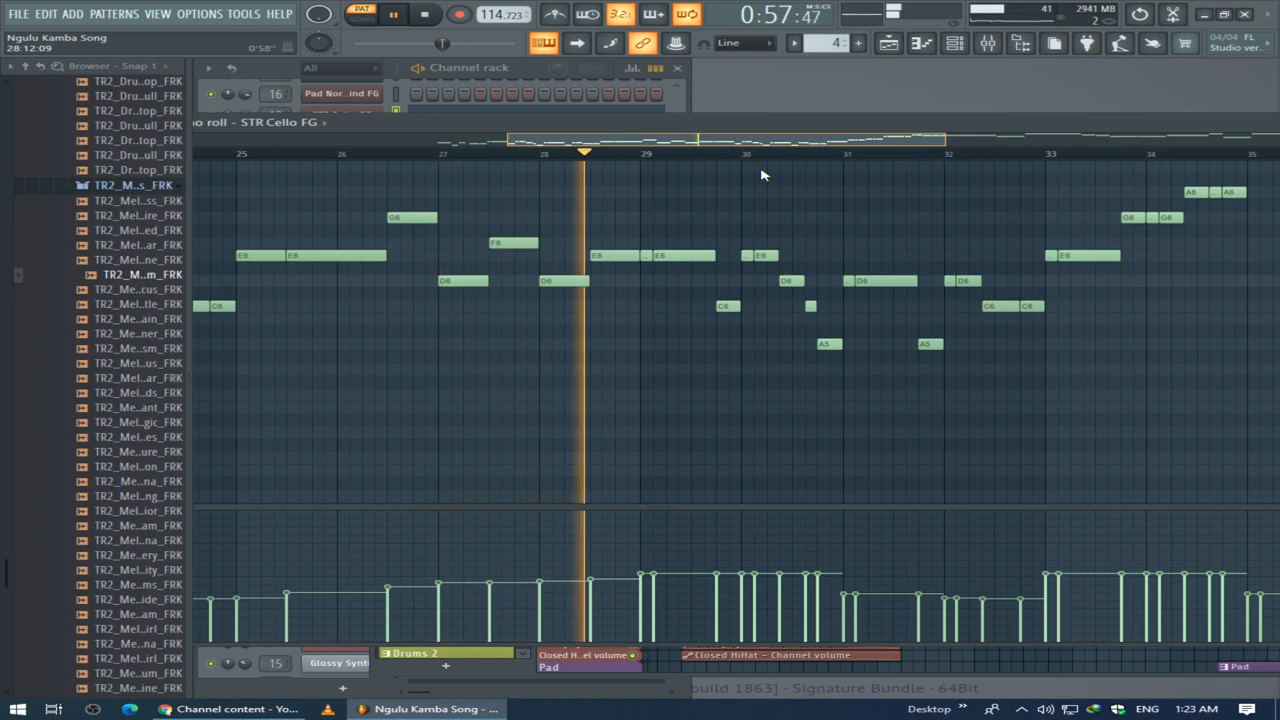 FILE EDIT ADD PATTERNS VIEW OPTIONS TOOLS HELP
PAT
SONG
114.723
3.2.1
0:57:47
41
2941 MB
2
Ngulu Kamba Song
28:12:09
0'58"
Line
4
04/04 FL
Studio ver..
Browser - Snap 1
All
Channel rack
TR2_Dru..op_FRK
TR2_Dru..ull_FRK
TR2_Dr..top_FRK
TR2_Dru..ull_FRK
TR2_Dr..top_FRK
TR2_Dru..ull_FRK
TR2_Dr..top_FRK
TR2_M..s_FRK
TR2_Mel..ss_FRK
TR2_Mel..ire_FRK
TR2_Mel..ed_FRK
TR2_Mel..ar_FRK
TR2_Mel..ne_FRK
TR2_M..m_FRK
TR2_Me..cus_FRK
TR2_Mel..tle_FRK
TR2_Me..ain_FRK
TR2_Me..ner_FRK
TR2_Me..sm_FRK
TR2_Mel..us_FRK
TR2_Mel..ar_FRK
TR2_Mel..ds_FRK
TR2_Me..ant_FRK
TR2_Mel..gic_FRK
TR2_Mel..es_FRK
TR2_Mel..on_FRK
TR2_Me..na_FRK
TR2_Me..ng_FRK
TR2_Mel..ior_FRK
TR2_Me..am_FRK
TR2_Mel..na_FRK
TR2_Me..ery_FRK
TR2_Mel..ity_FRK
TR2_Me..ms_FRK
TR2_Me..ide_FRK
TR2_Me..am_FRK
TR2_Mel..irl_FRK
TR2_Me..na_FRK
TR2_Mel..irl_FRK
TR2_Me..um_FRK
TR2_Me..ine_FRK
16 Pad Nor..ind FG
o roll - STR Cello FG
25 26 27 28 29 30 31 32 33 34 35
A6 A6
G6 G6 G6
F6
E6 E6 E6 E6 E6 E6
D6 D6 D6 D6 D6
C6 C6 C6 C6
A5 A5
15 Glossy Synt
Drums 2
Closed H..el volume
Pad
Closed HiHat - Channel volume
Pad
build 1863] - Signature Bundle - 64Bit
Channel content - Yo...
Ngulu Kamba Song - ...
Desktop
ENG
1:23 AM